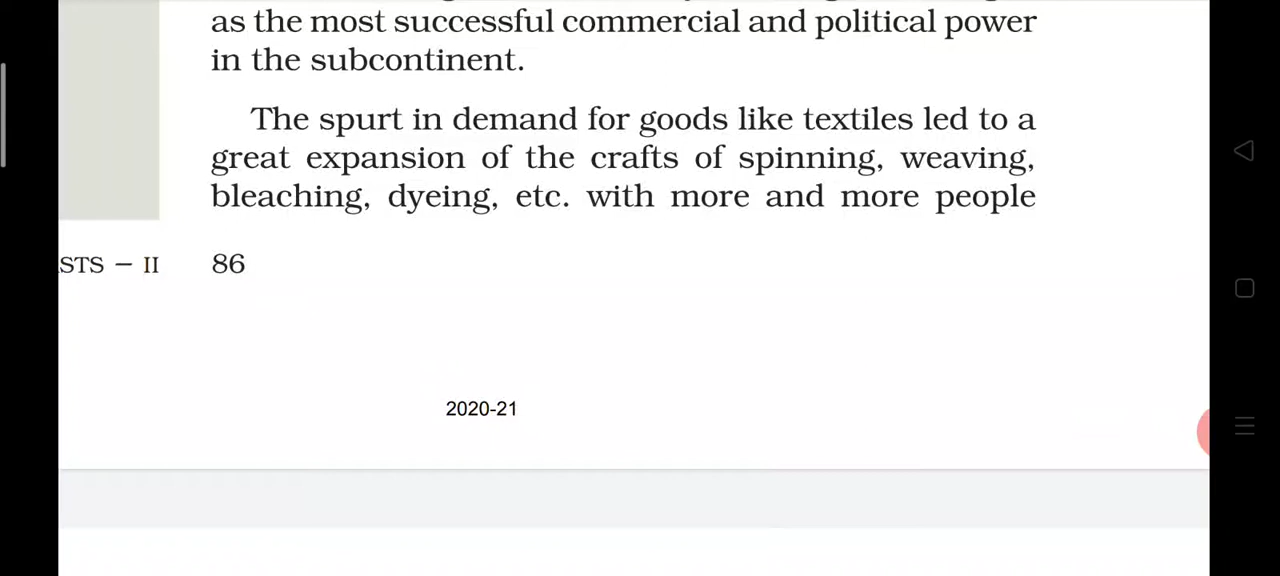 as the most successful commercial and political power
in the subcontinent.
The spurt in demand for goods like textiles led to a
great expansion of the crafts of spinning, weaving,
bleaching, dyeing, etc. with more and more people
STS – II 86
2020-21